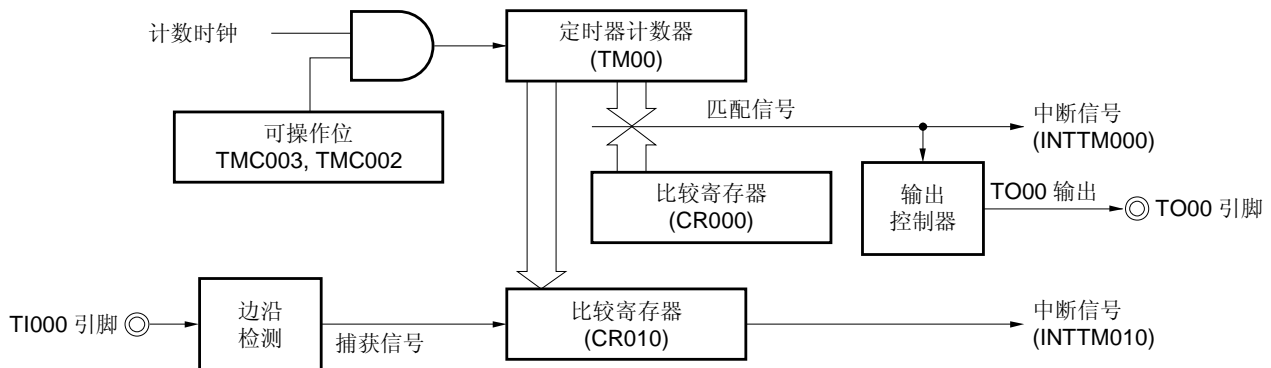 计数时钟
定时器计数器
(TM00)
可操作位
TMC003, TMC002
匹配信号
中断信号
(INTTM000)
比较寄存器
(CR000)
输出
控制器
TO00 输出
TO00 引脚
TI000 引脚
边沿
检测
捕获信号
比较寄存器
(CR010)
中断信号
(INTTM010)